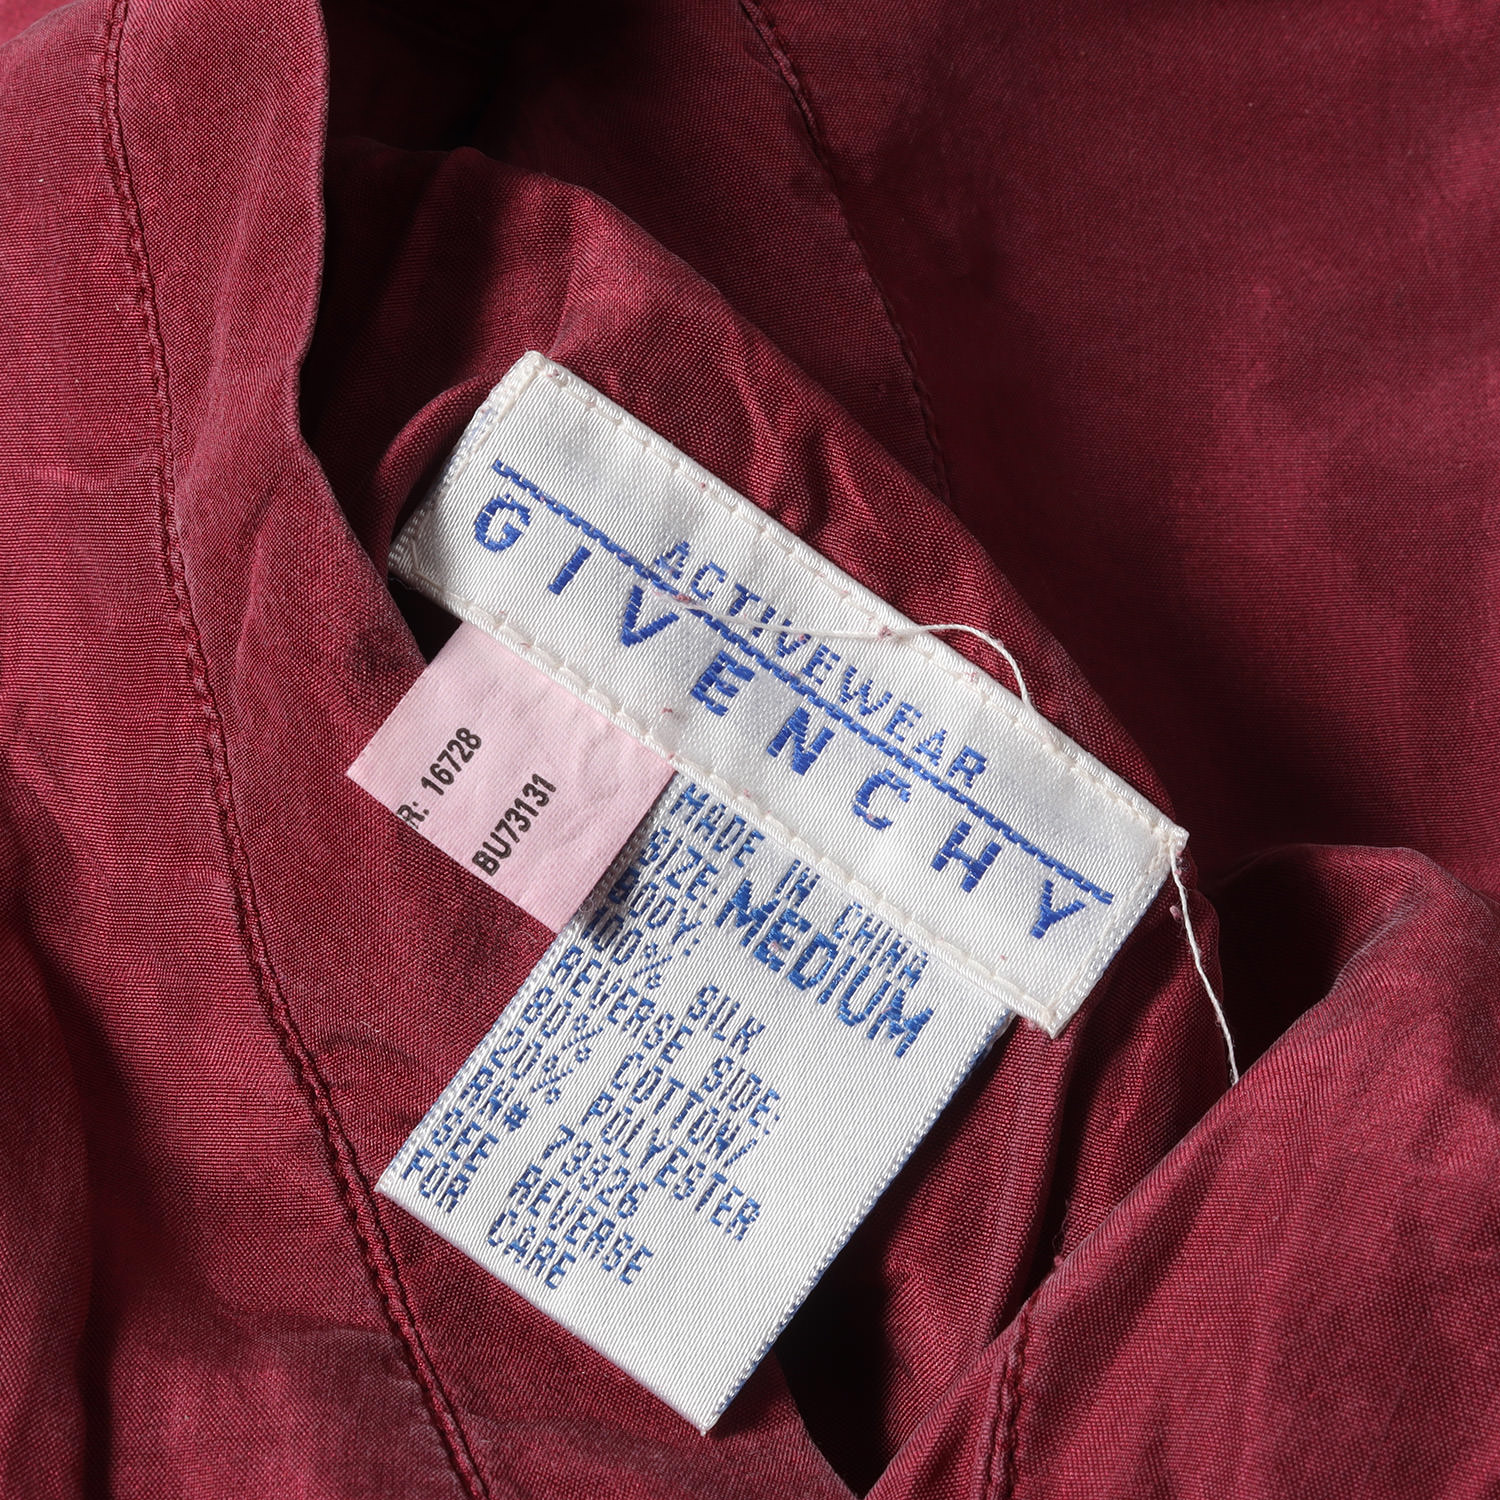 ACTIVEWEAR
GIVENCHY
R: 16728
BU73131
MADE IN CHINA
SIZE: MEDIUM
BODY:
100% SILK
REVERSE SIDE:
80% COTTON/
20% POLYESTER
RN# 73926
SEE REVERSE
FOR CARE